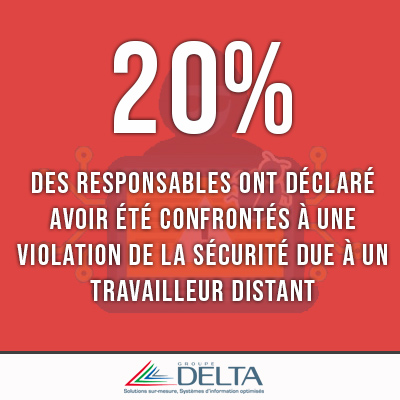 20%
DES RESPONSABLES ONT DÉCLARÉ
AVOIR ÉTÉ CONFRONTÉS À UNE
VIOLATION DE LA SÉCURITÉ DUE À UN
TRAVAILLEUR DISTANT
GROUPE
DELTA
Solutions sur-mesure, Systèmes d'information optimisés